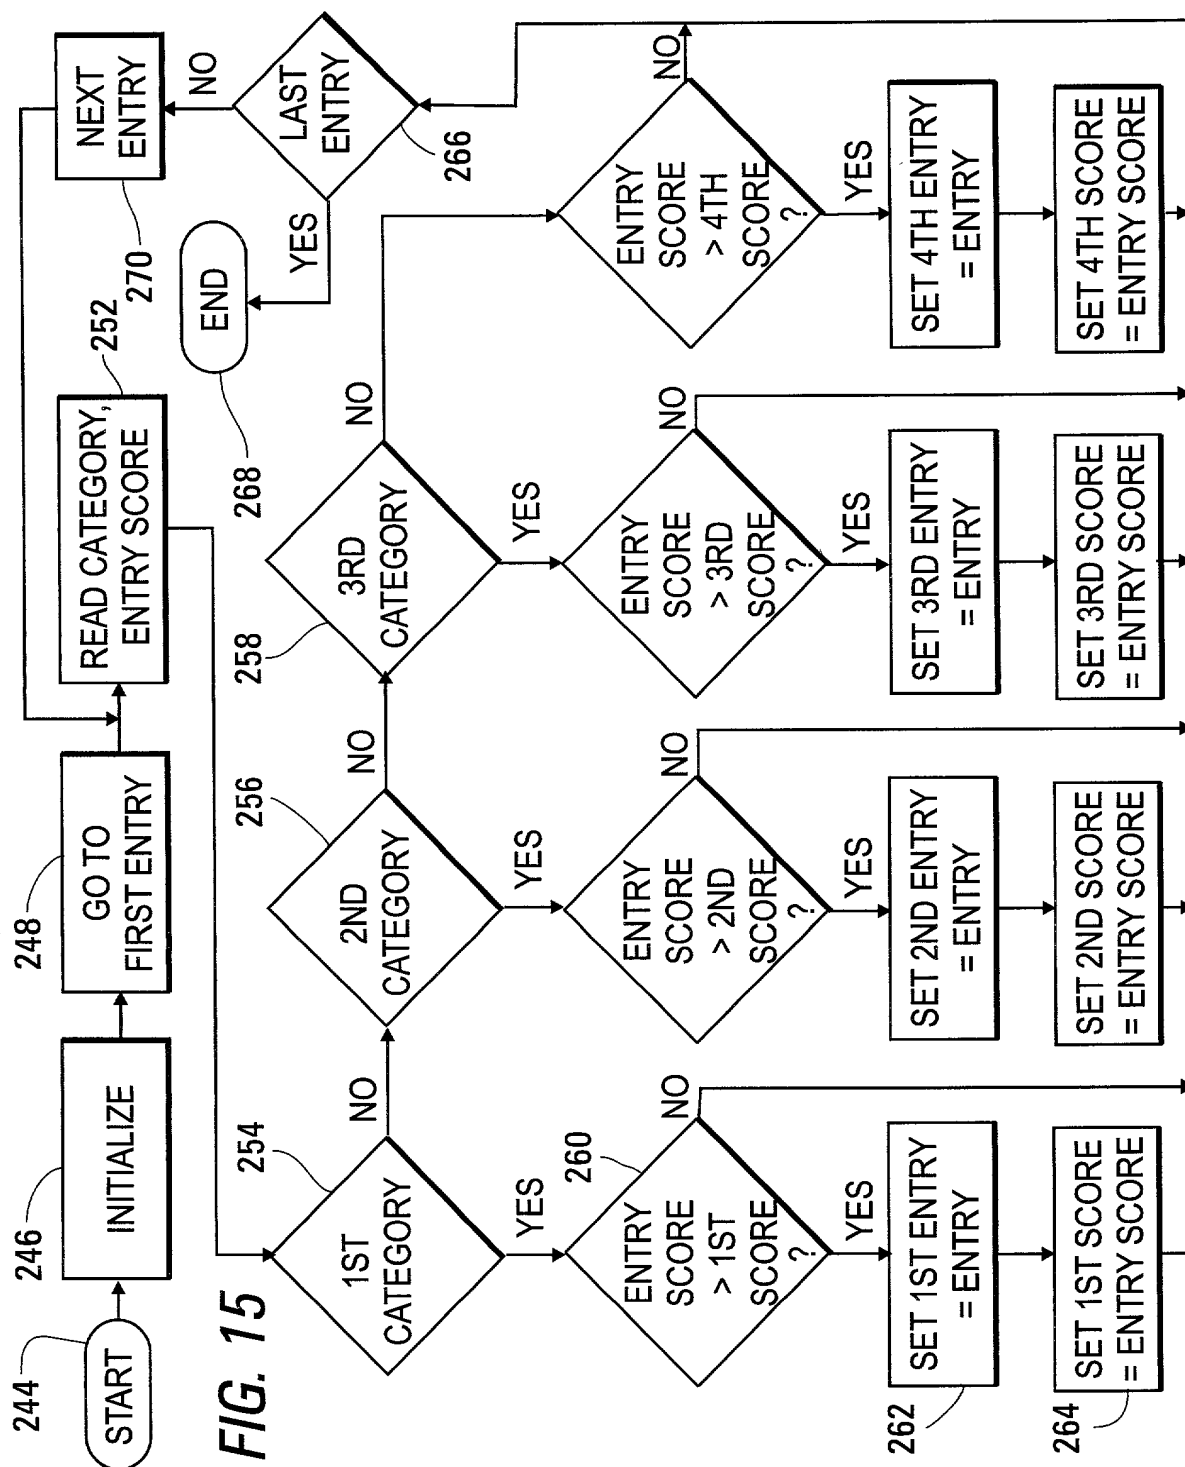 244
START
246
INITIALIZE
248
GO TO
FIRST ENTRY
252
READ CATEGORY,
ENTRY SCORE
270
NEXT
ENTRY
NO
LAST
ENTRY
266
YES
END
268
FIG. 15
254
1ST
CATEGORY
NO
YES
256
2ND
CATEGORY
NO
YES
258
3RD
CATEGORY
NO
YES
260
ENTRY
SCORE
> 1ST
SCORE
?
NO
YES
ENTRY
SCORE
> 2ND
SCORE
?
NO
YES
ENTRY
SCORE
> 3RD
SCORE
?
NO
YES
ENTRY
SCORE
> 4TH
SCORE
?
NO
YES
262
SET 1ST ENTRY
= ENTRY
SET 2ND ENTRY
= ENTRY
SET 3RD ENTRY
= ENTRY
SET 4TH ENTRY
= ENTRY
264
SET 1ST SCORE
= ENTRY SCORE
SET 2ND SCORE
= ENTRY SCORE
SET 3RD SCORE
= ENTRY SCORE
SET 4TH SCORE
= ENTRY SCORE